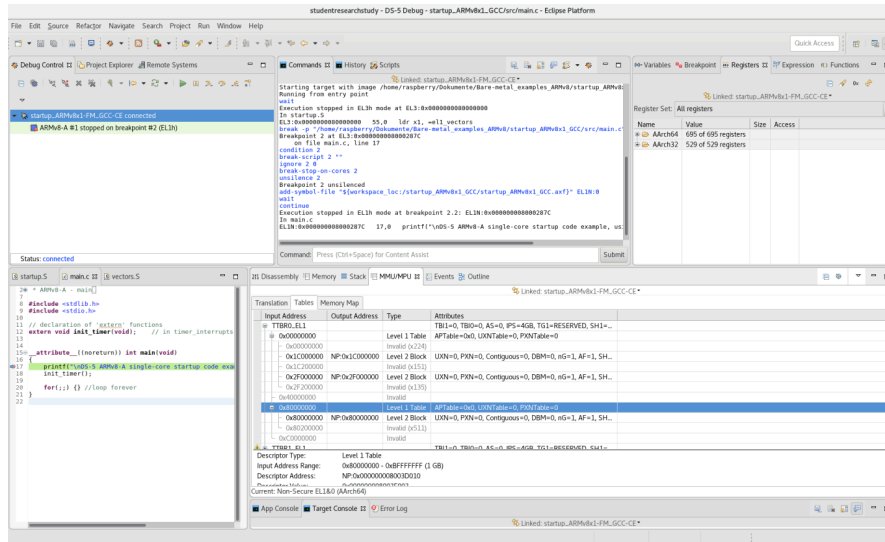 studentresearchstudy - DS-5 Debug - startup_ARMv8x1_GCC/src/main.c - Eclipse Platform
File Edit Source Refactor Navigate Search Project Run Window Help
Quick Access
Debug Control Project Explorer Remote Systems
startup_ARMv8x1-FM_GCC-CE connected
ARMv8-A #1 stopped on breakpoint #2 (EL1h)
Status: connected
Commands History Scripts
Linked: startup_ARMv8x1-FM_GCC-CE
Starting target with image /home/raspberry/Dokumente/Bare-metal_examples_ARMv8/startup_ARMv8x
Running from entry point
wait
Execution stopped in EL3h mode at EL3:0x0000000080000000
In startup.S
EL3:0x0000000080000000 55,0 ldr x1, =el1_vectors
break -p "/home/raspberry/Dokumente/Bare-metal_examples_ARMv8/startup_ARMv8x1_GCC/src/main.c"
Breakpoint 2 at EL3:0x000000008000287C
on file main.c, line 17
condition 2
break-script 2 ""
ignore 2 0
break-stop-on-cores 2
unsilence 2
Breakpoint 2 unsilenced
add-symbol-file "${workspace_loc:/startup_ARMv8x1_GCC/startup_ARMv8x1_GCC.axf}" EL1N:0
wait
continue
Execution stopped in EL1h mode at breakpoint 2.2: EL1N:0x000000008000287C
In main.c
EL1N:0x000000008000287C 17,0 printf("\nDS-5 ARMv8-A single-core startup code example, us
Command: Press (Ctrl+Space) for Content Assist Submit
Variables Breakpoint Registers Expression Functions
Linked: startup_ARMv8x1-FM_GCC-CE
Register Set: All registers
Name Value Size Access
AArch64 695 of 695 registers
AArch32 529 of 529 registers
startup.S main.c vectors.S
2 * ARMv8-A - main
7
8 #include <stdlib.h>
9 #include <stdio.h>
10
11 // declaration of 'extern' functions
12 extern void init_timer(void); // in timer_interrupts
13
14
15 __attribute__((noreturn)) int main(void)
16 {
17 printf("\nDS-5 ARMv8-A single-core startup code exa
18 init_timer();
19
20 for(;;) {} //loop forever
21 }
22
Disassembly Memory Stack MMU/MPU Events Outline
Linked: startup_ARMv8x1-FM_GCC-CE
Translation Tables Memory Map
Input Address Output Address Type Attributes
TTBR0_EL1 TBI1=0, TBI0=0, AS=0, IPS=4GB, TG1=RESERVED, SH1=...
0x00000000 Level 1 Table APTable=0x0, UXNTable=0, PXNTable=0
0x00000000 Invalid (x224)
0x1C000000 NP:0x1C000000 Level 2 Block UXN=0, PXN=0, Contiguous=0, DBM=0, nG=1, AF=1, SH...
0x1C200000 Invalid (x151)
0x2F000000 NP:0x2F000000 Level 2 Block UXN=0, PXN=0, Contiguous=0, DBM=0, nG=1, AF=1, SH...
0x2F200000 Invalid (x135)
0x40000000 Invalid
0x80000000 Level 1 Table APTable=0x0, UXNTable=0, PXNTable=0
0x80000000 NP:0x80000000 Level 2 Block UXN=0, PXN=0, Contiguous=0, DBM=0, nG=1, AF=1, SH...
0x80200000 Invalid (x511)
0xC0000000 Invalid
TTBR1_EL1 TBI1=0, TBI0=0, AS=0, IPS=4GB, TG1=RESERVED, SH1=...
Descriptor Type: Level 1 Table
Input Address Range: 0x80000000 - 0xBFFFFFFF (1 GB)
Descriptor Address: NP:0x000000008003D010
Current: Non-Secure EL1&0 (AArch64)
App Console Target Console Error Log
Linked: startup_ARMv8x1-FM_GCC-CE